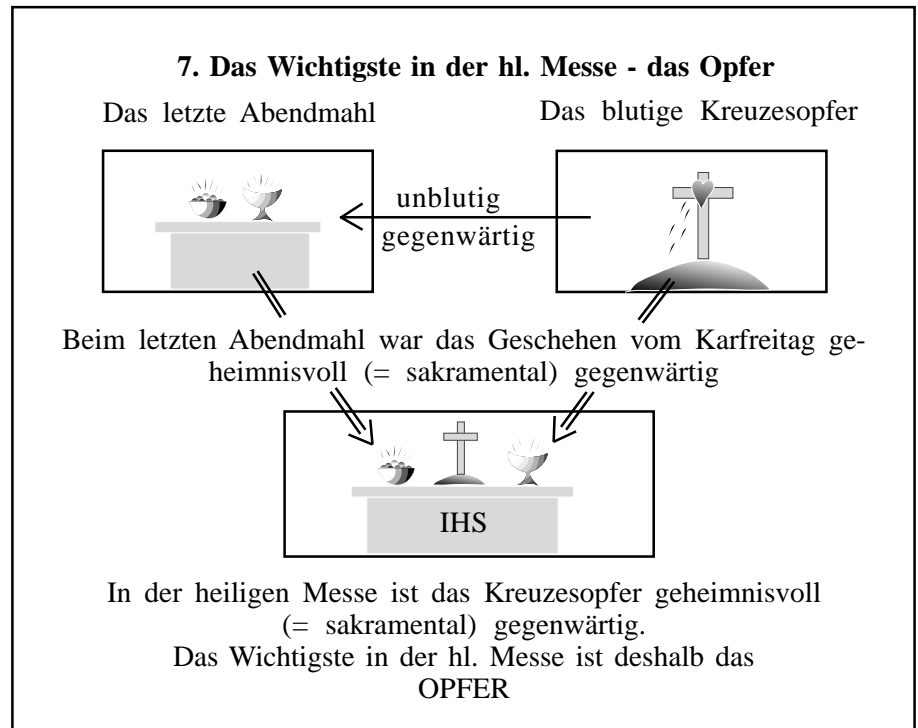 7. Das Wichtigste in der hl. Messe - das Opfer
Das letzte Abendmahl
Das blutige Kreuzesopfer
unblutig
gegenwärtig
Beim letzten Abendmahl war das Geschehen vom Karfreitag ge-
heimnisvoll (= sakramental) gegenwärtig
IHS
In der heiligen Messe ist das Kreuzesopfer geheimnisvoll
(= sakramental) gegenwärtig.
Das Wichtigste in der hl. Messe ist deshalb das
OPFER